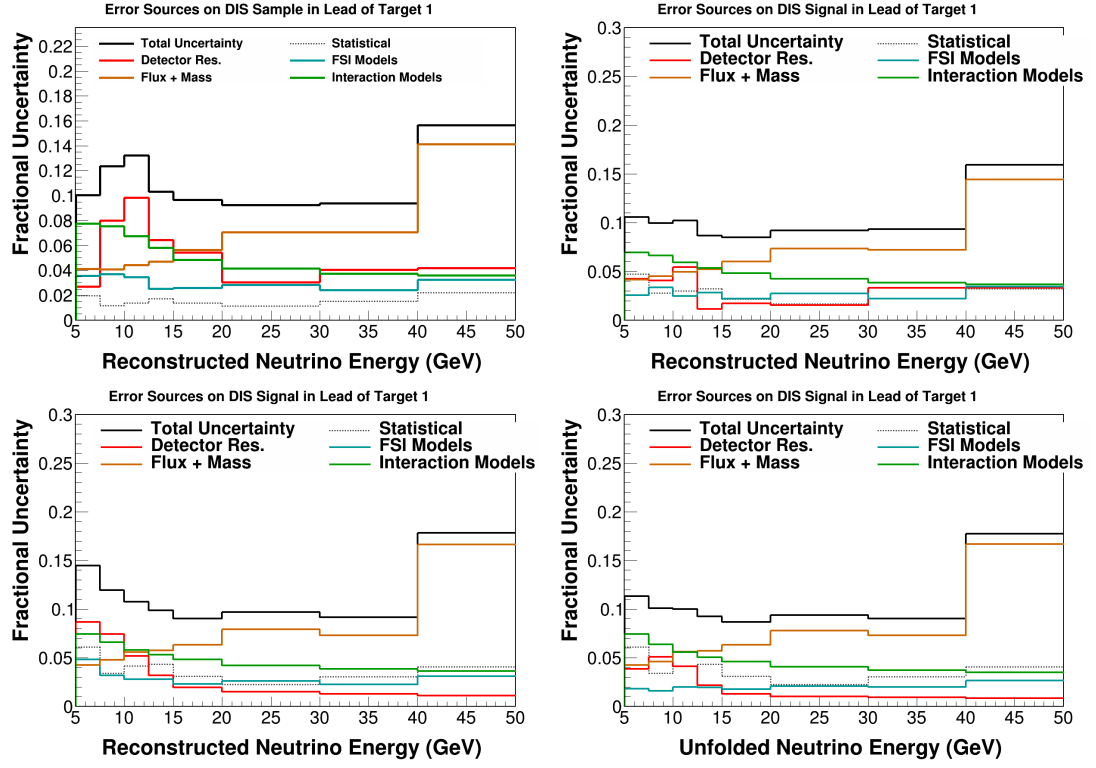 Error Sources on DIS Sample in Lead of Target 1
Fractional Uncertainty
0.22
0.2
0.18
0.16
0.14
0.12
0.1
0.08
0.06
0.04
0.02
0
Total Uncertainty
Detector Res.
Flux + Mass
Statistical
FSI Models
Interaction Models
5 10 15 20 25 30 35 40 45 50
Reconstructed Neutrino Energy (GeV)
Error Sources on DIS Signal in Lead of Target 1
Fractional Uncertainty
0.3
0.25
0.2
0.15
0.1
0.05
0
Total Uncertainty
Detector Res.
Flux + Mass
Statistical
FSI Models
Interaction Models
5 10 15 20 25 30 35 40 45 50
Reconstructed Neutrino Energy (GeV)
Error Sources on DIS Signal in Lead of Target 1
Fractional Uncertainty
0.3
0.25
0.2
0.15
0.1
0.05
0
Total Uncertainty
Detector Res.
Flux + Mass
Statistical
FSI Models
Interaction Models
5 10 15 20 25 30 35 40 45 50
Reconstructed Neutrino Energy (GeV)
Error Sources on DIS Signal in Lead of Target 1
Fractional Uncertainty
0.3
0.25
0.2
0.15
0.1
0.05
0
Total Uncertainty
Detector Res.
Flux + Mass
Statistical
FSI Models
Interaction Models
5 10 15 20 25 30 35 40 45 50
Unfolded Neutrino Energy (GeV)